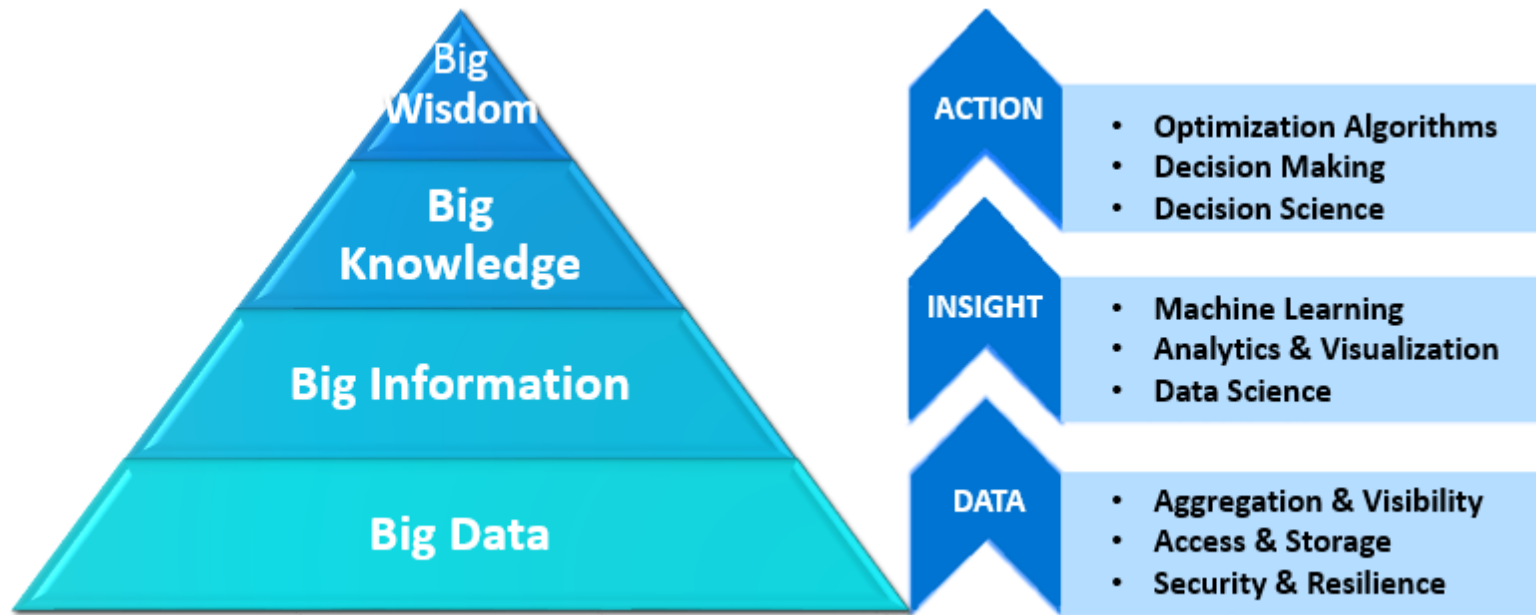 Big
Wisdom
Big
Knowledge
Big Information
Big Data
ACTION
• Optimization Algorithms
• Decision Making
• Decision Science
INSIGHT
• Machine Learning
• Analytics & Visualization
• Data Science
DATA
• Aggregation & Visibility
• Access & Storage
• Security & Resilience